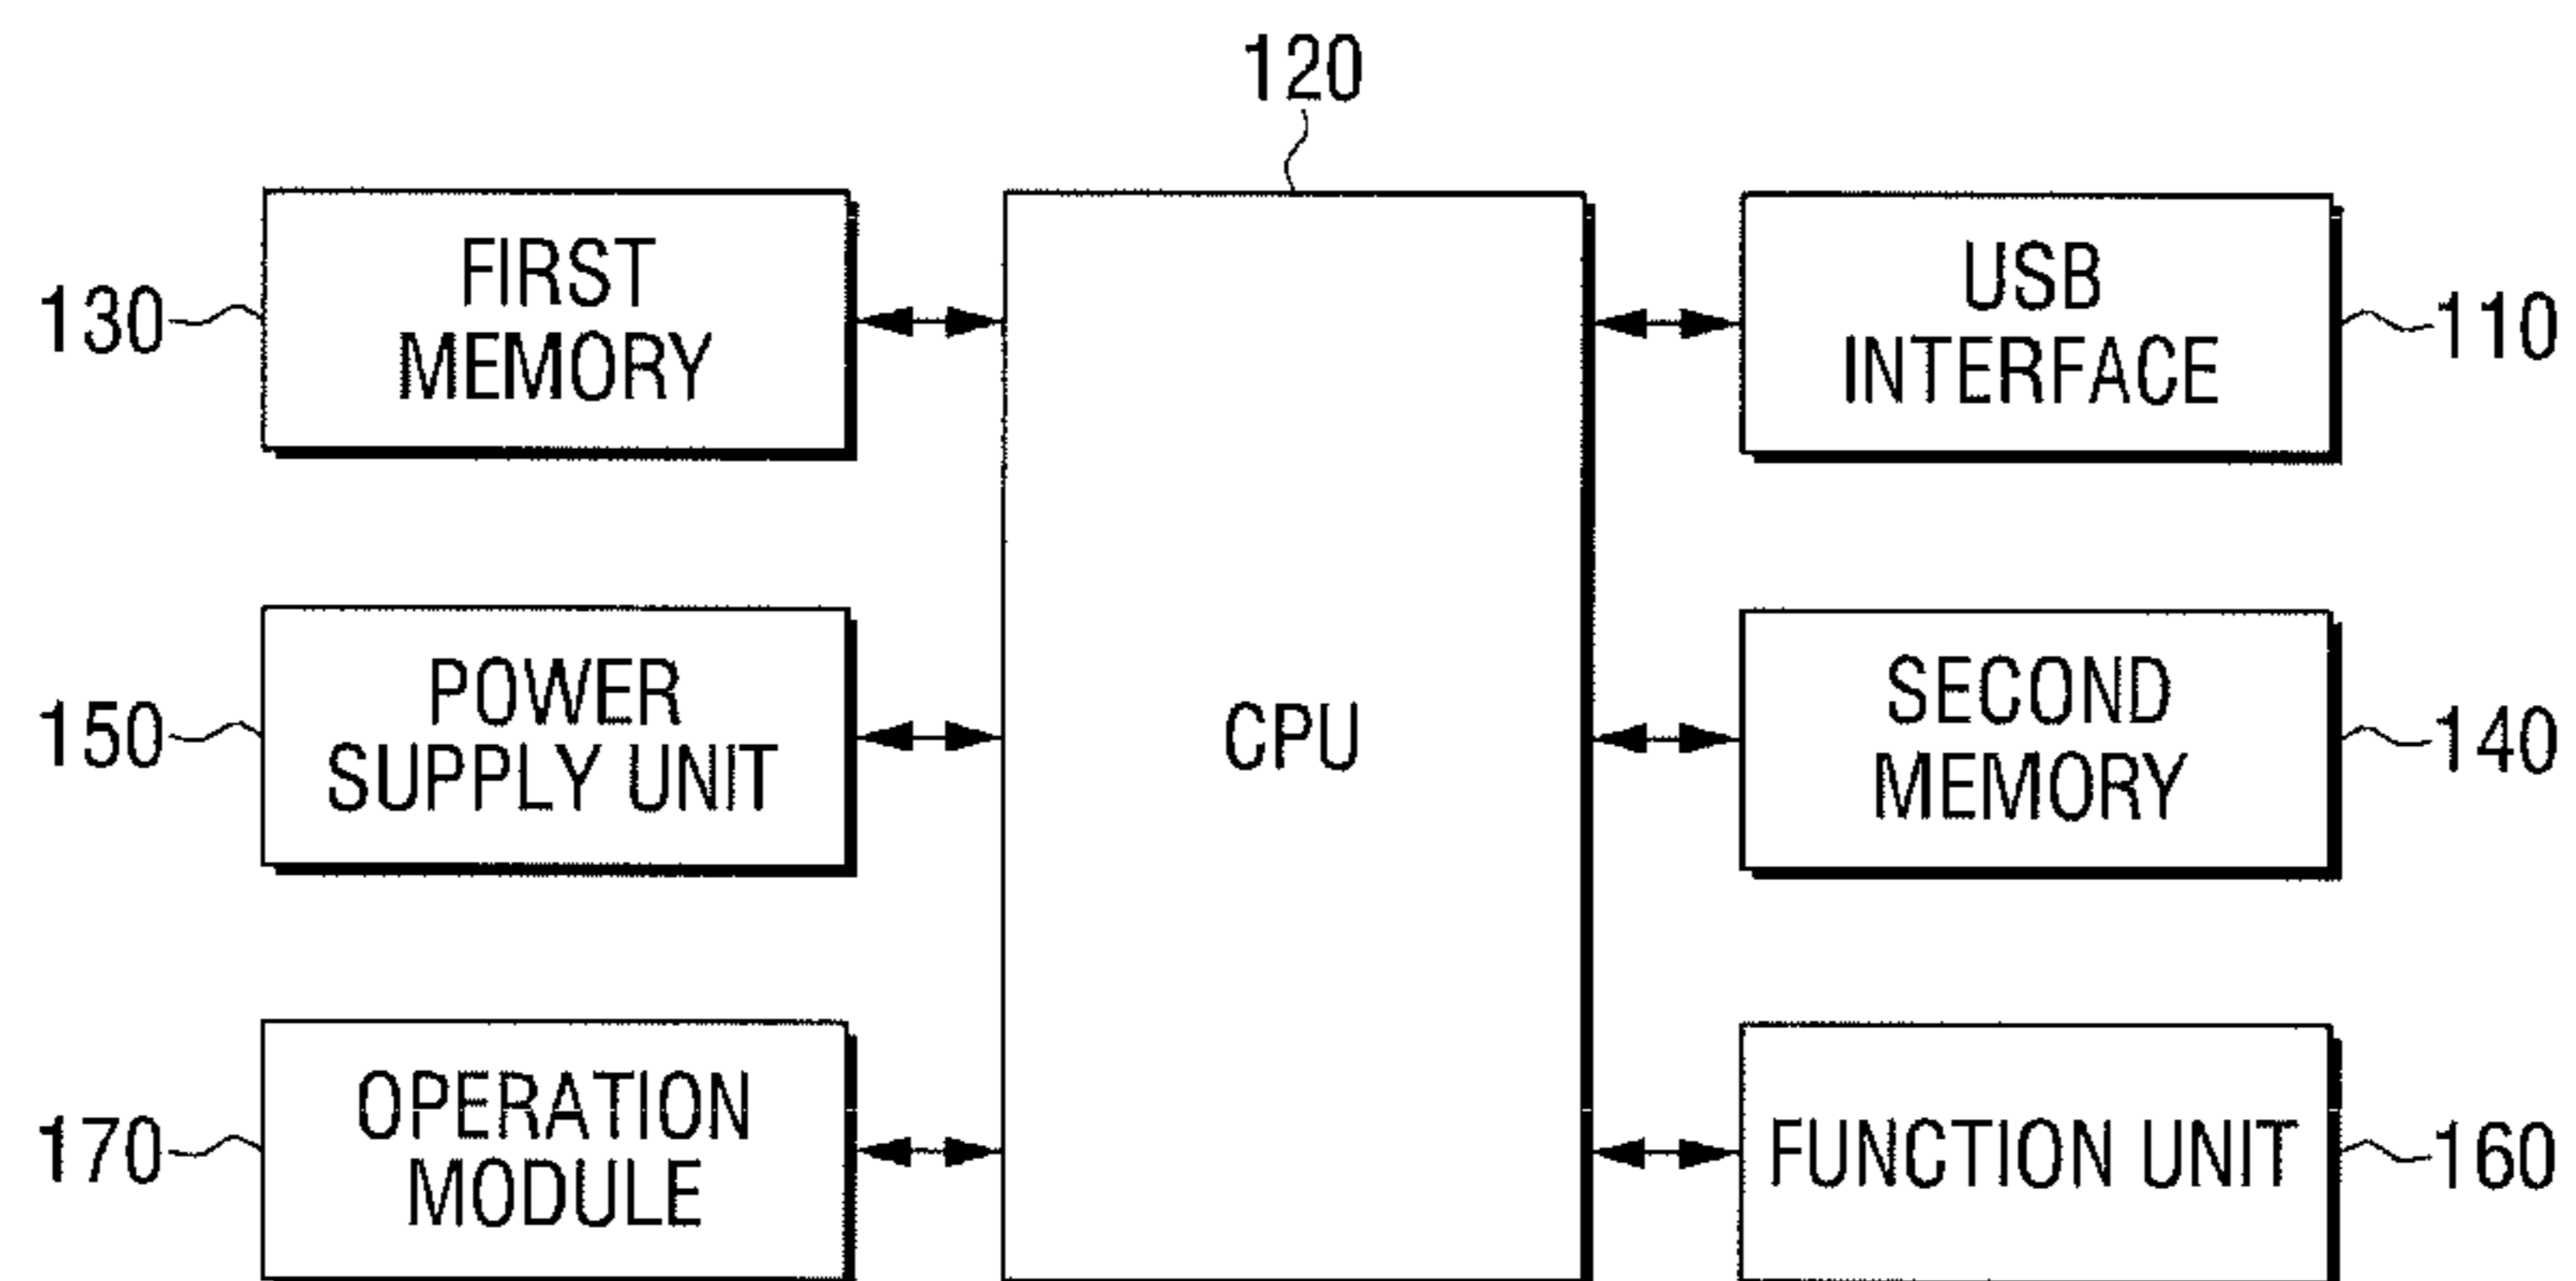 120
130
FIRST
MEMORY
USB
INTERFACE
110
150
POWER
SUPPLY UNIT
CPU
SECOND
MEMORY
140
170
OPERATION
MODULE
FUNCTION UNIT
160